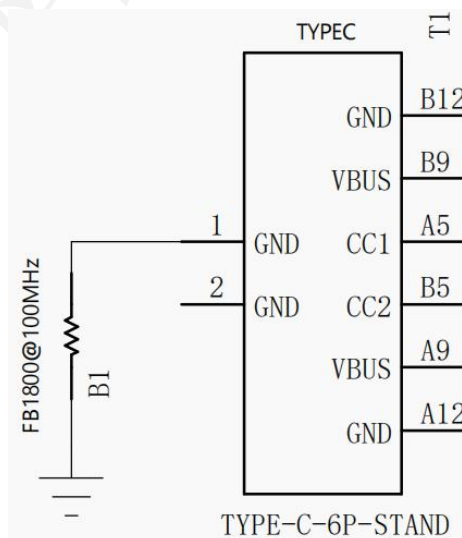 TYPEC
T1
GND
B12
VBUS
B9
1
GND
CC1
A5
2
GND
CC2
B5
VBUS
A9
GND
A12
FB1800@100MHz
B1
TYPE-C-6P-STAND